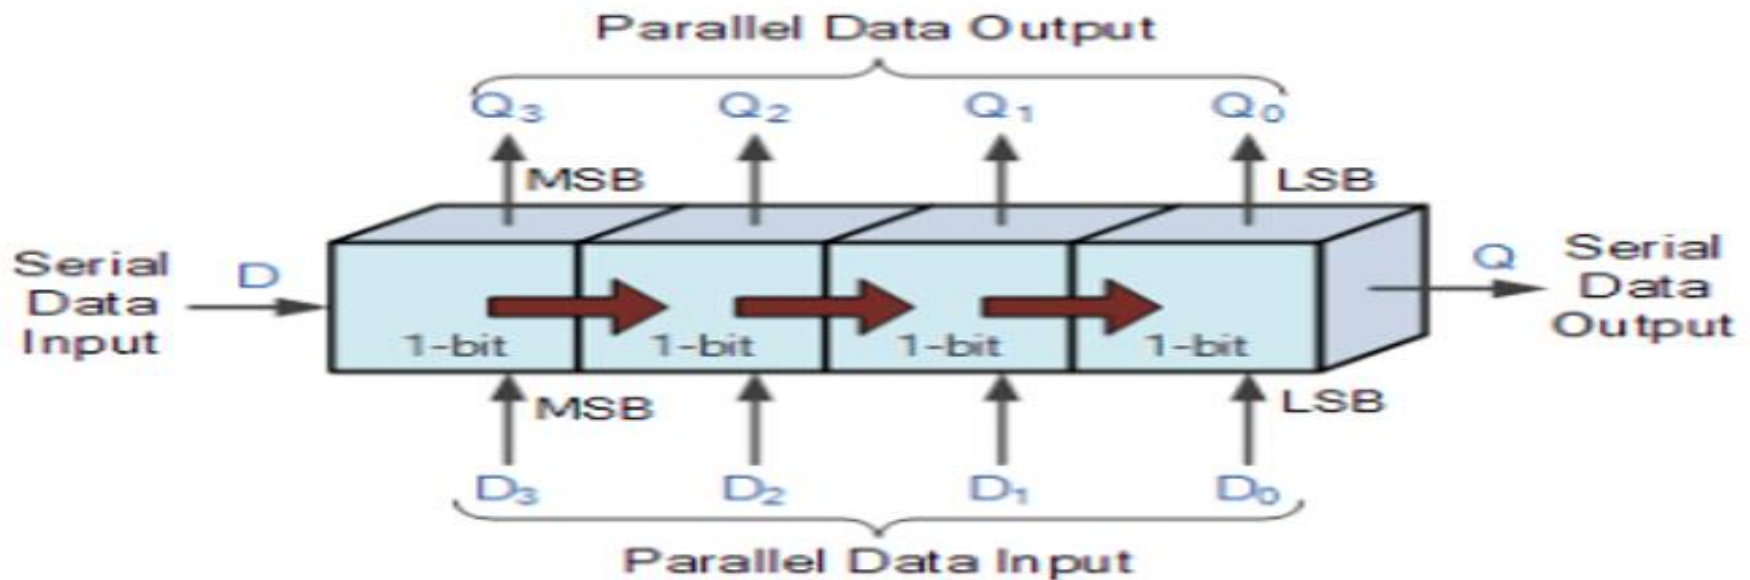 Parallel Data Output
Q₃ Q₂ Q₁ Q₀
MSB LSB
Serial
Data
Input
D
Q
Serial
Data
Output
1-bit 1-bit 1-bit 1-bit
MSB LSB
D₃ D₂ D₁ D₀
Parallel Data Input